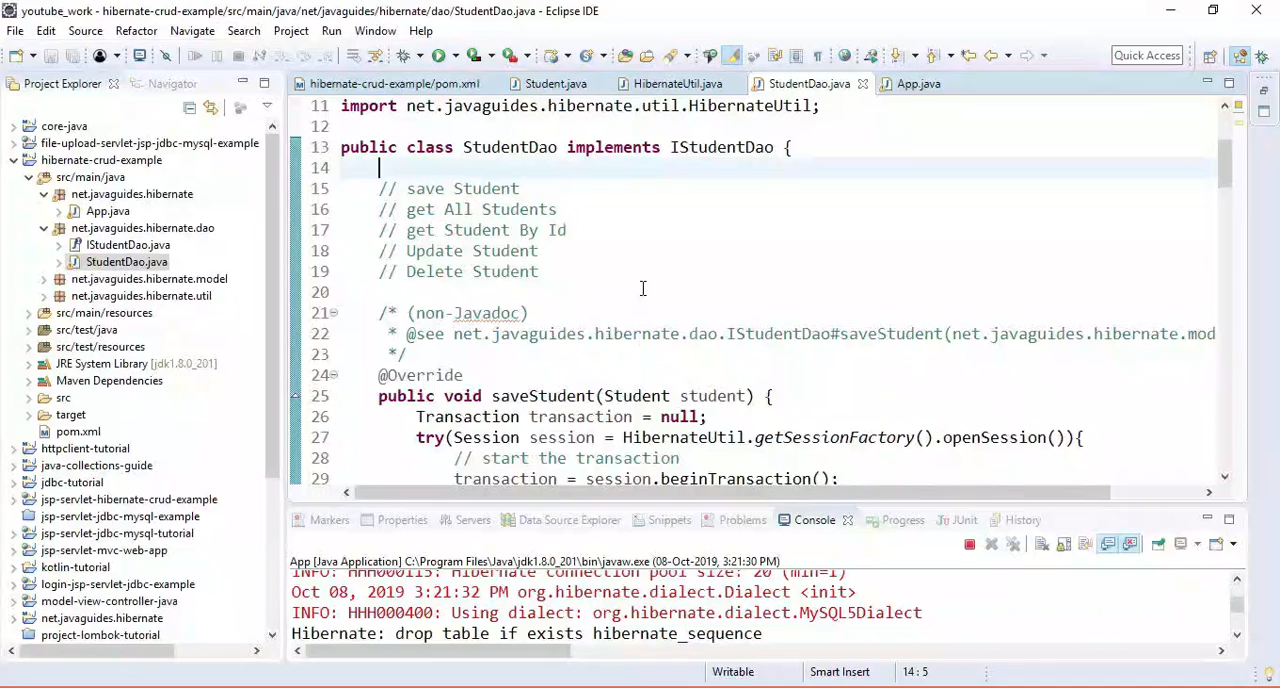 youtube_work - hibernate-crud-example/src/main/java/net/javaguides/hibernate/dao/StudentDao.java - Eclipse IDE
File Edit Source Refactor Navigate Search Project Run Window Help
Quick Access
Project Explorer Navigator
hibernate-crud-example/pom.xml Student.java HibernateUtil.java StudentDao.java App.java
core-java
file-upload-servlet-jsp-jdbc-mysql-example
hibernate-crud-example
src/main/java
net.javaguides.hibernate
App.java
net.javaguides.hibernate.dao
IStudentDao.java
StudentDao.java
net.javaguides.hibernate.model
net.javaguides.hibernate.util
src/main/resources
src/test/java
src/test/resources
JRE System Library [jdk1.8.0_201]
Maven Dependencies
src
target
pom.xml
httpclient-tutorial
java-collections-guide
jdbc-tutorial
jsp-servlet-hibernate-crud-example
jsp-servlet-jdbc-mysql-example
jsp-servlet-jdbc-mysql-tutorial
jsp-servlet-mvc-web-app
kotlin-tutorial
login-jsp-servlet-jdbc-example
model-view-controller-java
net.javaguides.hibernate
project-lombok-tutorial
11 import net.javaguides.hibernate.util.HibernateUtil;
12
13 public class StudentDao implements IStudentDao {
14
15 // save Student
16 // get All Students
17 // get Student By Id
18 // Update Student
19 // Delete Student
20
21 /* (non-Javadoc)
22 * @see net.javaguides.hibernate.dao.IStudentDao#saveStudent(net.javaguides.hibernate.mod
23 */
24 @Override
25 public void saveStudent(Student student) {
26 Transaction transaction = null;
27 try(Session session = HibernateUtil.getSessionFactory().openSession()){
28 // start the transaction
29 transaction = session.beginTransaction();
Markers Properties Servers Data Source Explorer Snippets Problems Console Progress JUnit History
App [Java Application] C:\Program Files\Java\jdk1.8.0_201\bin\javaw.exe (08-Oct-2019, 3:21:30 PM)
INFO: HHH000115: Hibernate connection pool size: 20 (min=1)
Oct 08, 2019 3:21:32 PM org.hibernate.dialect.Dialect <init>
INFO: HHH000400: Using dialect: org.hibernate.dialect.MySQL5Dialect
Hibernate: drop table if exists hibernate_sequence
Writable Smart Insert 14 : 5